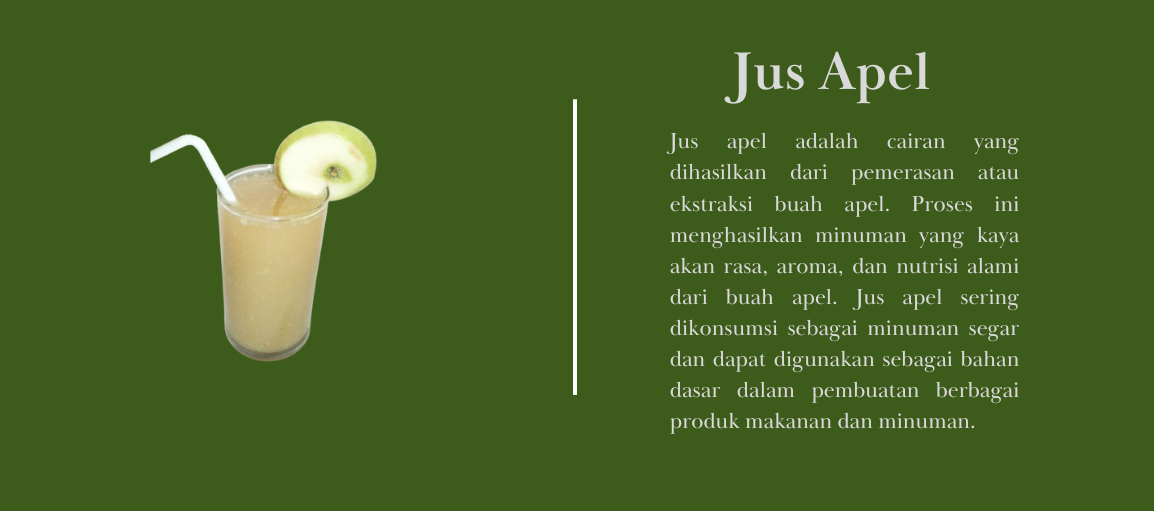 Jus Apel
Jus apel adalah cairan yang
dihasilkan dari pemerasan atau
ekstraksi buah apel. Proses ini
menghasilkan minuman yang kaya
akan rasa, aroma, dan nutrisi alami
dari buah apel. Jus apel sering
dikonsumsi sebagai minuman segar
dan dapat digunakan sebagai bahan
dasar dalam pembuatan berbagai
produk makanan dan minuman.